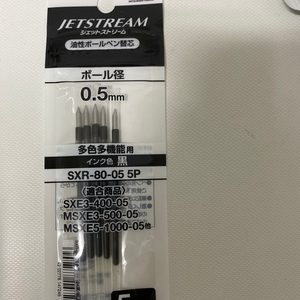 JETSTREAM
ジェットストリーム
油性ボールペン替芯
ボール径
0.5mm
多色多機能用
インク色 黒
SXR-80-05 5P
〈適合商品〉
SXE3-400-05
MSXE3-500-05
MSXE5-1000-05他
5